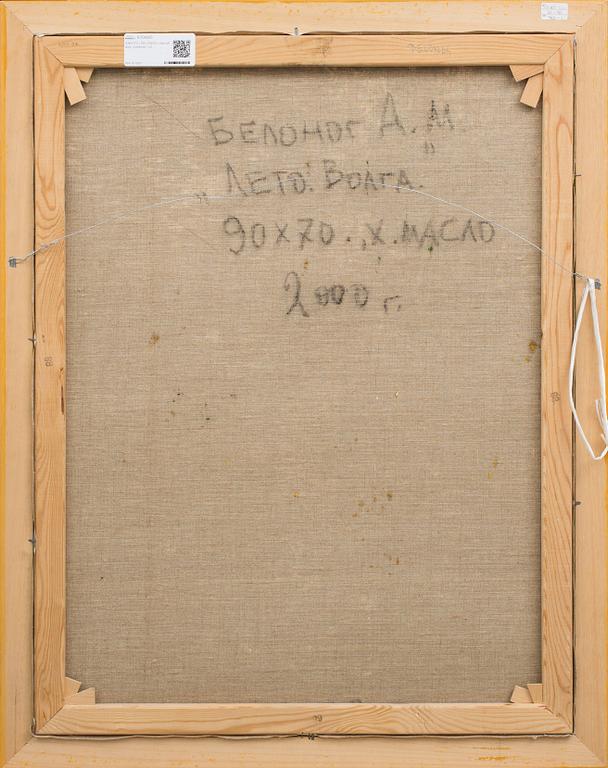 БЕЛОНОГ А. М.
„ЛЕТО. ВОЛГА."
90х70., х. МАСЛО
2000 г.